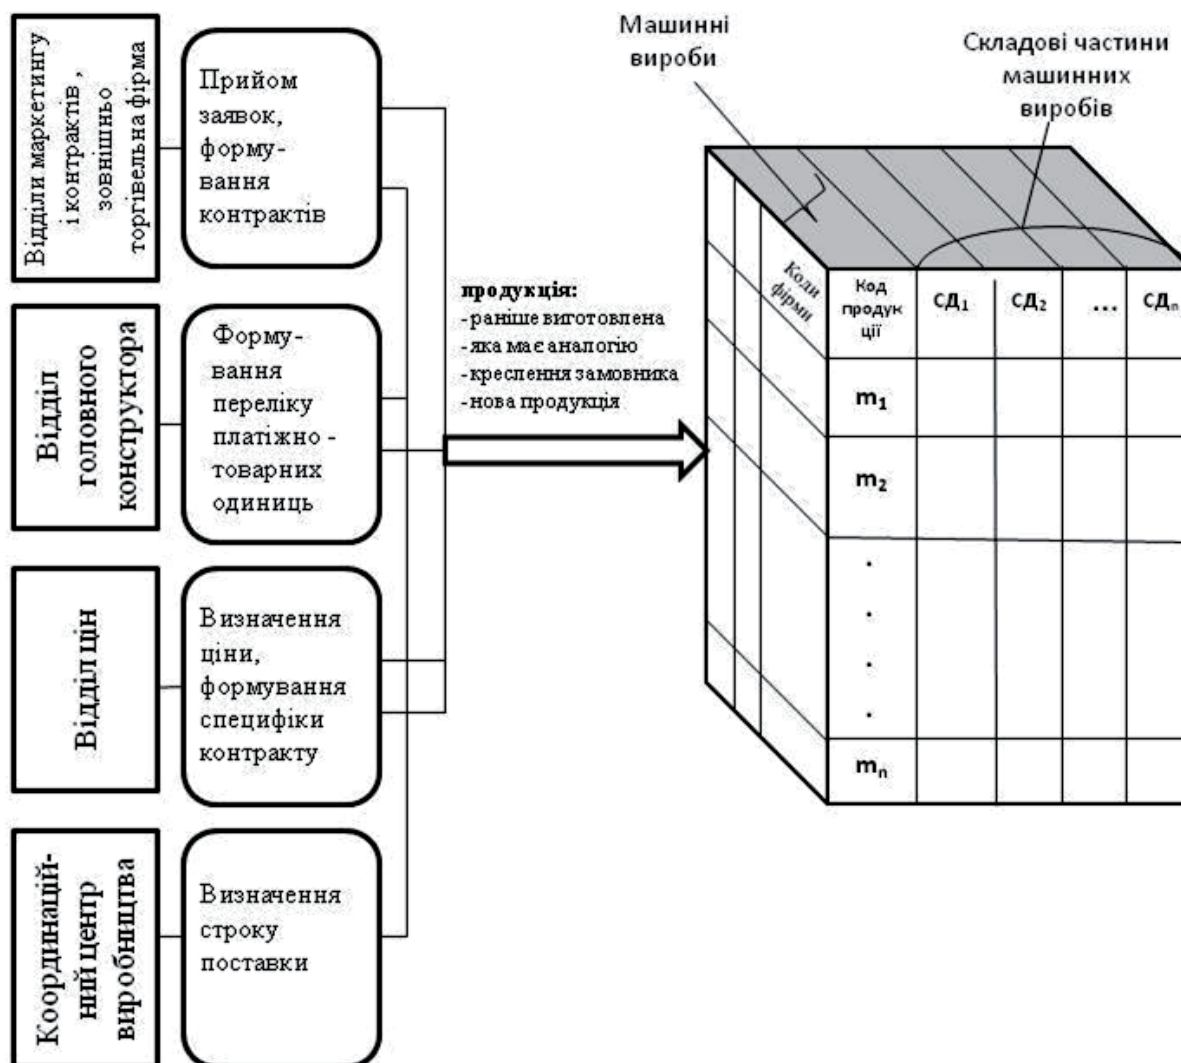 Відділи маркетингу
і контрактів ,
зовнішньо
торгівельна фірма
Прийом
заявок,
форму-
вання
контрактів
Відділ
головного
конструктора
Форму-
вання
переліку
платіжно -
товарних
одиниць
Відділ цін
Визначення
ціни,
формування
специфіки
контракту
Координацій-
ний центр
виробництва
Визначення
строку
поставки
продукція:
- раніше виготовлена
- яка має аналогію
- креслення замовника
- нова продукція
Машинні
вироби
Складові частини
машинних
виробів
Коди
фірми
Код
продук
ції
СД1
СД2
...
СДn
m1
m2
.
.
.
.
mn